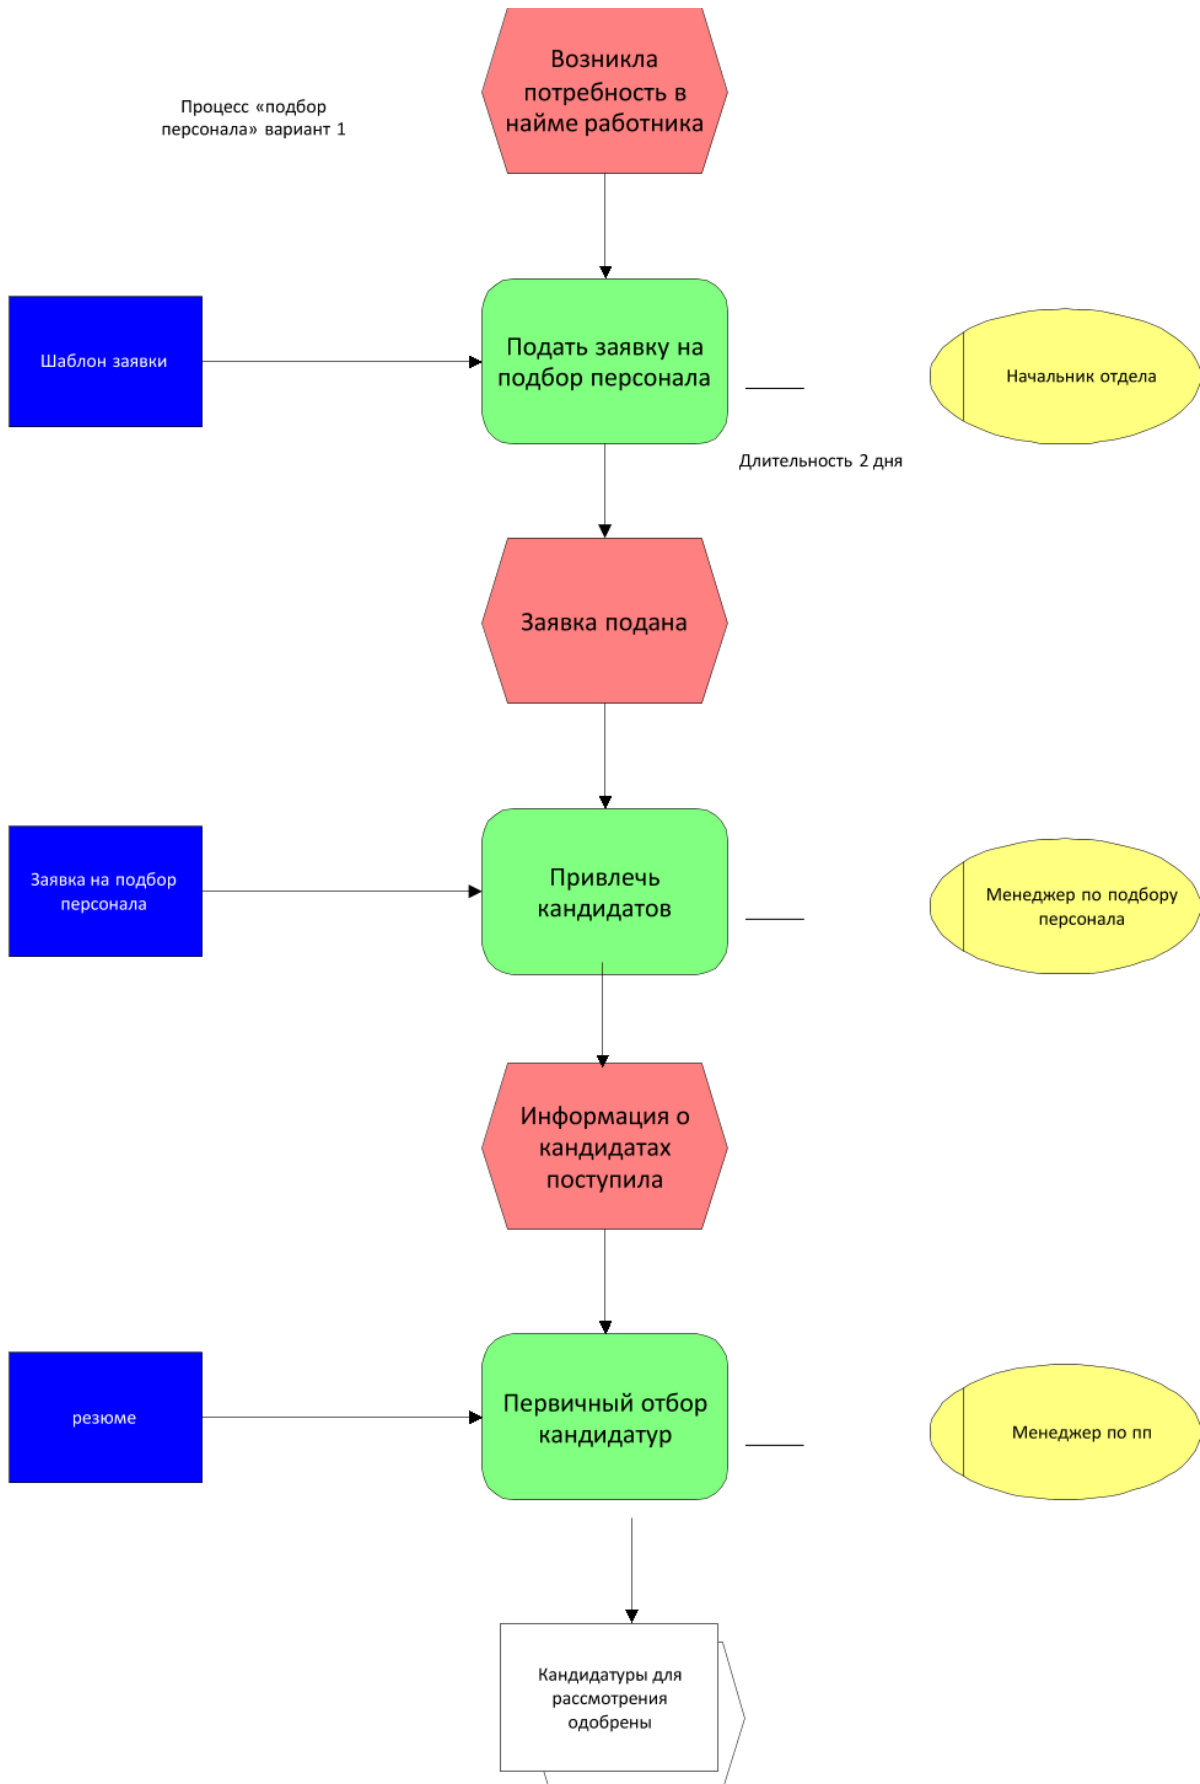 Возникла
потребность в
найме работника
Процесс «подбор
персонала» вариант 1
Шаблон заявки
Подать заявку на
подбор персонала
Начальник отдела
Длительность 2 дня
Заявка подана
Заявка на подбор
персонала
Привлечь
кандидатов
Менеджер по подбору
персонала
Информация о
кандидатах
поступила
резюме
Первичный отбор
кандидатур
Менеджер по пп
Кандидатуры для
рассмотрения
одобрены